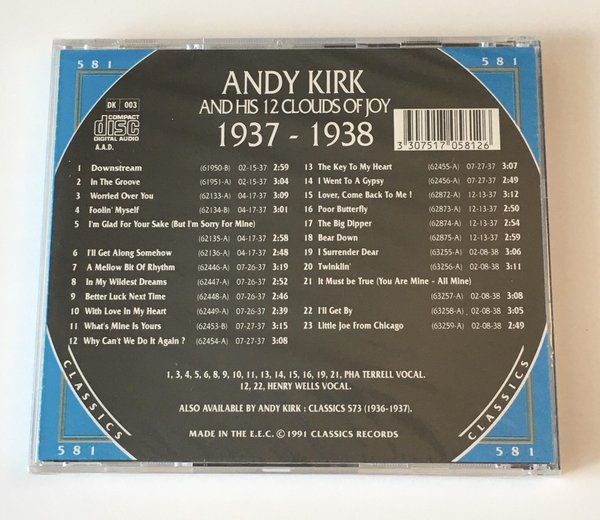 581
581
ANDY KIRK
AND HIS 12 CLOUDS OF JOY
1937 - 1938
DK 003
COMPACT
disc
DIGITAL AUDIO
A.A.D.
3 307517 058126
1 Downstream (61950-B) 02-15-37 2:59
2 In The Groove (61951-A) 02-15-37 3:04
3 Worried Over You (62133-A) 04-17-37 3:09
4 Foolin' Myself (62134-B) 04-17-37 3:01
5 I'm Glad For Your Sake (But I'm Sorry For Mine)
(62135-A) 04-17-37 2:58
6 I'll Get Along Somehow (62136-A) 04-17-37 2:48
7 A Mellow Bit Of Rhythm (62446-A) 07-26-37 3:19
8 In My Wildest Dreams (62447-A) 07-26-37 2:52
9 Better Luck Next Time (62448-A) 07-26-37 2:46
10 With Love In My Heart (62449-A) 07-26-37 2:39
11 What's Mine Is Yours (62453-B) 07-27-37 3:15
12 Why Can't We Do It Again ? (62454-A) 07-27-37 3:08
13 The Key To My Heart (62455-A) 07-27-37 3:07
14 I Went To A Gypsy (62456-A) 07-27-37 2:49
15 Lover, Come Back To Me ! (62872-A) 12-13-37 3:12
16 Poor Butterfly (62873-A) 12-13-37 2:50
17 The Big Dipper (62874-A) 12-13-37 2:54
18 Bear Down (62875-A) 12-13-37 2:59
19 I Surrender Dear (63255-A) 02-08-38 3:06
20 Twinklin' (63256-A) 02-08-38 3:11
21 It Must be True (You Are Mine - All Mine)
(63257-A) 02-08-38 3:08
22 I'll Get By (63258-A) 02-08-38 3:05
23 Little Joe From Chicago (63259-A) 02-08-38 2:49
1, 3, 4, 5, 6, 8, 9, 10, 11, 13, 14, 15, 16, 19, 21, PHA TERRELL VOCAL.
12, 22, HENRY WELLS VOCAL.
ALSO AVAILABLE BY ANDY KIRK : CLASSICS 573 (1936-1937).
MADE IN THE E.E.C. © 1991 CLASSICS RECORDS
CLASSICS
CLASSICS
581
581